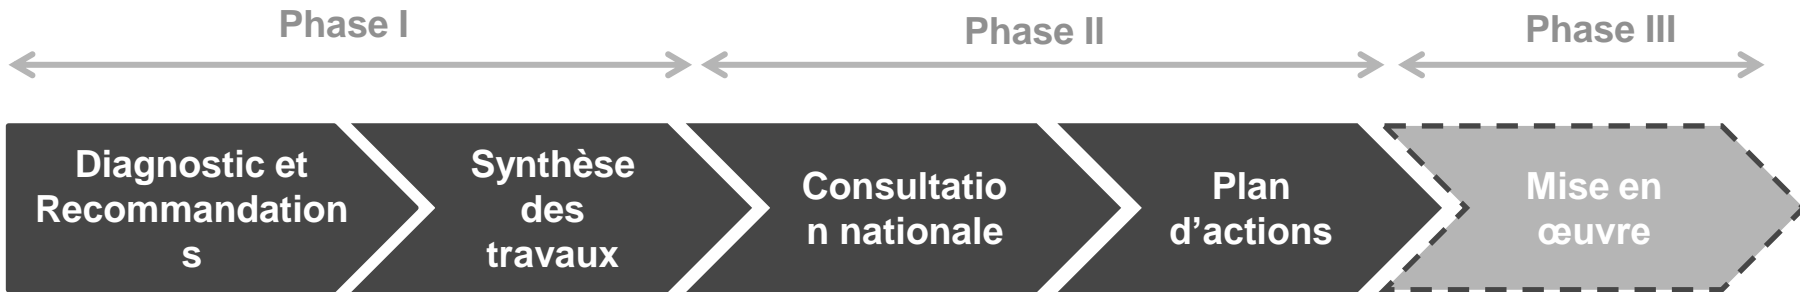 Phase I
Phase II
Phase III
Diagnostic et
Recommandation
s
Synthèse
des
travaux
Consultatio
n nationale
Plan
d’actions
Mise en
œuvre